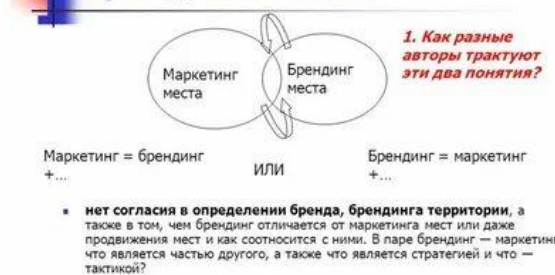 1. Как разные
авторы трактуют
эти два понятия?
Маркетинг
места
Брендинг
места
Маркетинг = брендинг
+...
ИЛИ
Брендинг = маркетинг
+...
нет согласия в определении бренда, брендинга территории, а
также в том, чем брендинг отличается от маркетинга мест или даже
продвижения мест и как соотносится с ними. В паре брендинг — маркетинг
что является частью другого, а также что является стратегией и что —
тактикой?